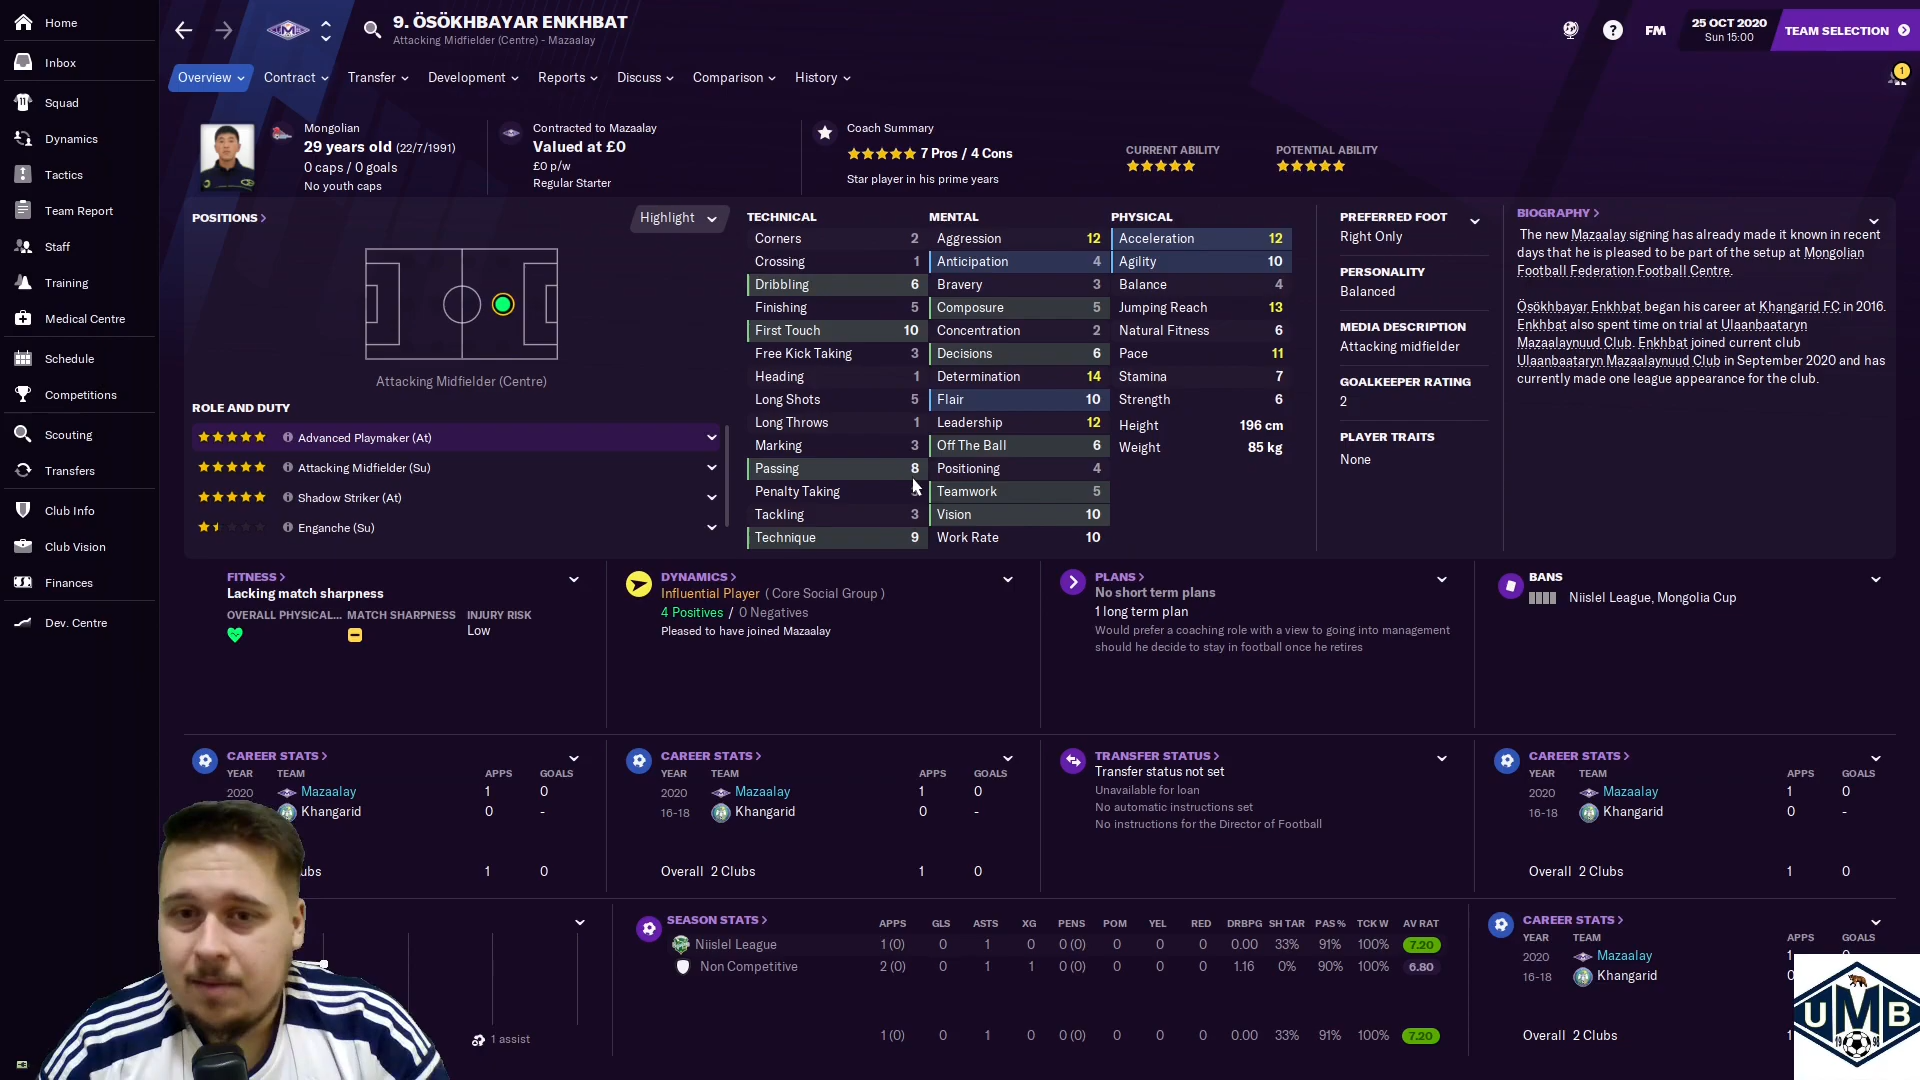 Home
Inbox
Squad
Dynamics
Tactics
Team Report
Staff
Training
Medical Centre
Schedule
Competitions
Scouting
Transfers
Club Info
Club Vision
Finances
Dev. Centre
9. ÖSÖKHBAYAR ENKHBAT
Attacking Midfielder (Centre) - Mazaalay
FM
25 OCT 2020
Sun 15:00
TEAM SELECTION
1
Overview
Contract
Transfer
Development
Reports
Discuss
Comparison
History
Mongolian
29 years old (22/7/1991)
0 caps / 0 goals
No youth caps
Contracted to Mazaalay
Valued at £0
£0 p/w
Regular Starter
Coach Summary
7 Pros / 4 Cons
Star player in his prime years
CURRENT ABILITY
POTENTIAL ABILITY
POSITIONS >
Highlight
Attacking Midfielder (Centre)
ROLE AND DUTY
Advanced Playmaker (At)
Attacking Midfielder (Su)
Shadow Striker (At)
Enganche (Su)
TECHNICAL
Corners 2
Crossing 1
Dribbling 6
Finishing 5
First Touch 10
Free Kick Taking 3
Heading 1
Long Shots 5
Long Throws 1
Marking 3
Passing 8
Penalty Taking
Tackling 3
Technique 9
MENTAL
Aggression 12
Anticipation 4
Bravery 3
Composure 5
Concentration 2
Decisions 6
Determination 14
Flair 10
Leadership 12
Off The Ball 6
Positioning 4
Teamwork 5
Vision 10
Work Rate 10
PHYSICAL
Acceleration 12
Agility 10
Balance 4
Jumping Reach 13
Natural Fitness 6
Pace 11
Stamina 7
Strength 6
Height 196 cm
Weight 85 kg
PREFERRED FOOT
Right Only
PERSONALITY
Balanced
MEDIA DESCRIPTION
Attacking midfielder
GOALKEEPER RATING
2
PLAYER TRAITS
None
BIOGRAPHY >
The new Mazaalay signing has already made it known in recent
days that he is pleased to be part of the setup at Mongolian
Football Federation Football Centre.
Ösökhbayar Enkhbat began his career at Khangarid FC in 2016.
Enkhbat also spent time on trial at Ulaanbaataryn
Mazaalaynuud Club. Enkhbat joined current club
Ulaanbaataryn Mazaalaynuud Club in September 2020 and has
currently made one league appearance for the club.
FITNESS >
Lacking match sharpness
OVERALL PHYSICAL... MATCH SHARPNESS INJURY RISK
Low
DYNAMICS >
Influential Player ( Core Social Group )
4 Positives / 0 Negatives
Pleased to have joined Mazaalay
PLANS >
No short term plans
1 long term plan
Would prefer a coaching role with a view to going into management
should he decide to stay in football once he retires
BANS
Niislel League, Mongolia Cup
CAREER STATS >
YEAR TEAM APPS GOALS
2020 Mazaalay 1 0
Khangarid 0 -
ubs 1 0
CAREER STATS >
YEAR TEAM APPS GOALS
2020 Mazaalay 1 0
16-18 Khangarid 0 -
Overall 2 Clubs 1 0
TRANSFER STATUS >
Transfer status not set
Unavailable for loan
No automatic instructions set
No instructions for the Director of Football
CAREER STATS >
YEAR TEAM APPS GOALS
2020 Mazaalay 1 0
16-18 Khangarid 0 -
Overall 2 Clubs 1 0
1 assist
SEASON STATS > APPS GLS ASTS XG PENS POM YEL RED DRBPG SH TAR PAS % TCK W AV RAT
Niislel League 1 (0) 0 1 0 0 (0) 0 0 0 0.00 33% 91% 100% 7.20
Non Competitive 2 (0) 0 1 1 0 (0) 0 0 0 1.16 0% 90% 100% 6.80
1 (0) 0 1 0 0 (0) 0 0 0 0.00 33% 91% 100% 7.20
CAREER STATS >
YEAR TEAM APPS GOALS
2020 Mazaalay
16-18 Khangarid
Overall 2 Clubs
UMB
1998